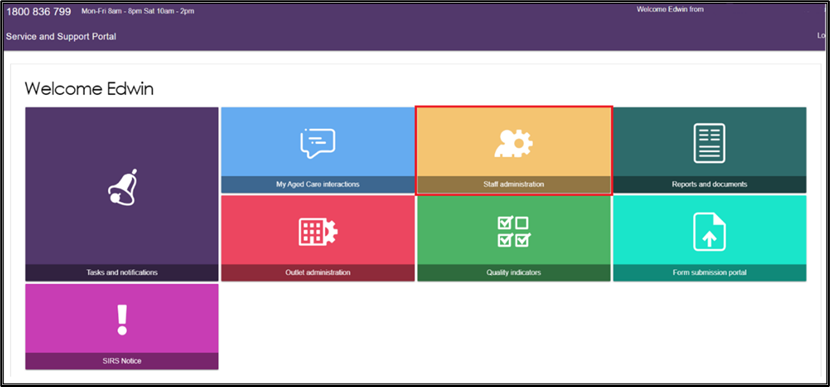 1800 836 799 Mon-Fri 8am - 8pm Sat 10am - 2pm Welcome Edwin from
Service and Support Portal Lo
Welcome Edwin
My Aged Care interactions
Staff administration
Reports and documents
Tasks and notifications
Outlet administration
Quality indicators
Form submission portal
SIRS Notice